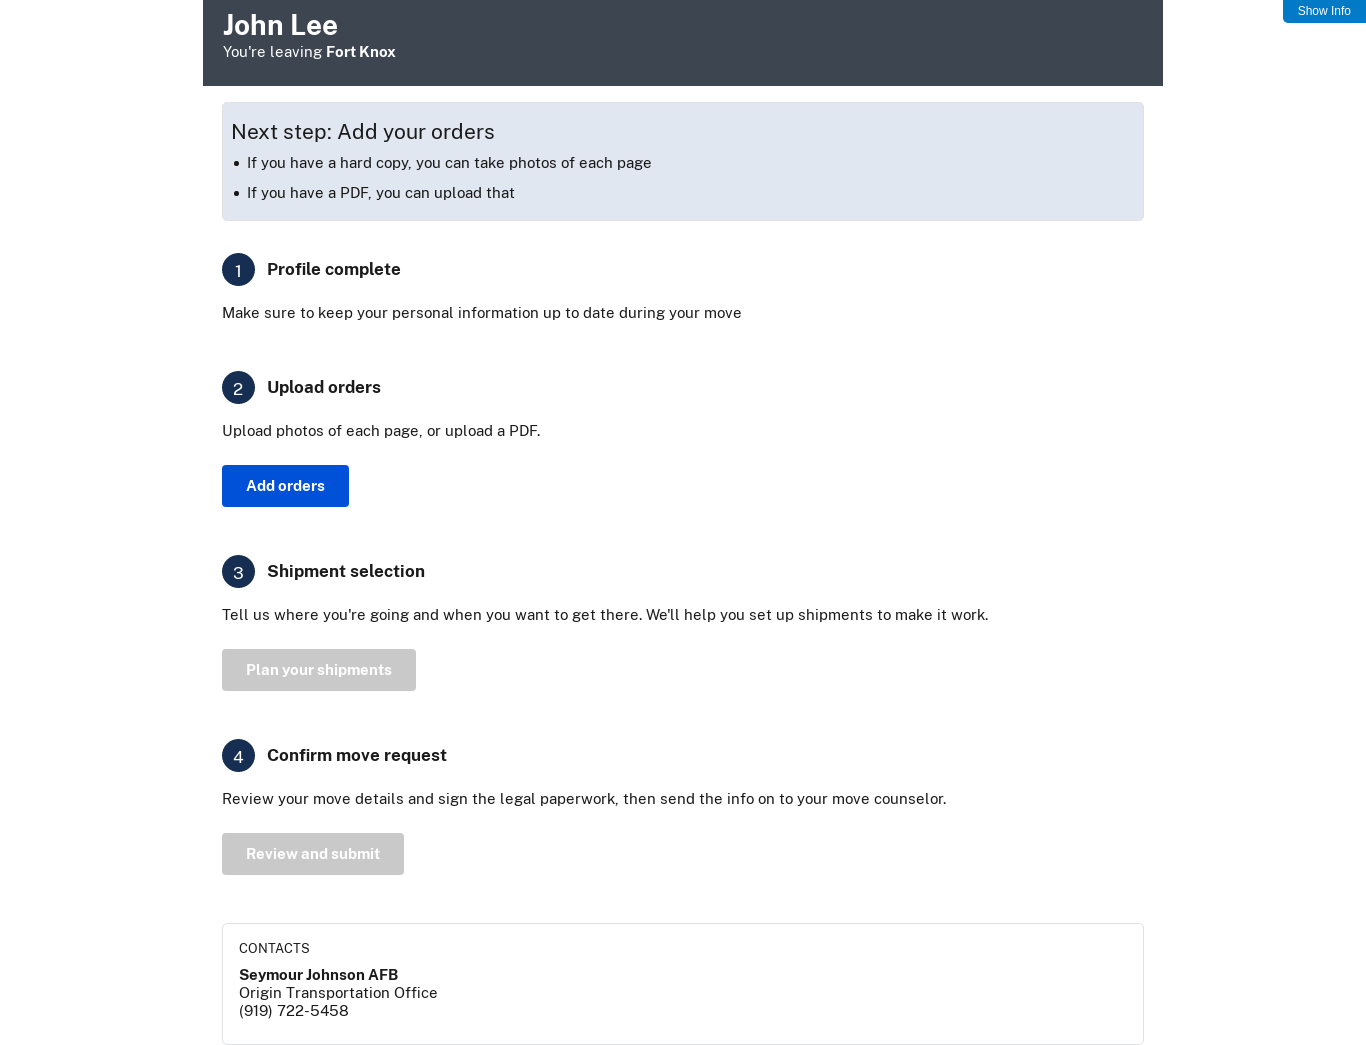 John Lee
You're leaving Fort Knox
Show Info
Next step: Add your orders
If you have a hard copy, you can take photos of each page
If you have a PDF, you can upload that
1 Profile complete
Make sure to keep your personal information up to date during your move
2 Upload orders
Upload photos of each page, or upload a PDF.
Add orders
3 Shipment selection
Tell us where you're going and when you want to get there. We'll help you set up shipments to make it work.
Plan your shipments
4 Confirm move request
Review your move details and sign the legal paperwork, then send the info on to your move counselor.
Review and submit
CONTACTS
Seymour Johnson AFB
Origin Transportation Office
(919) 722-5458